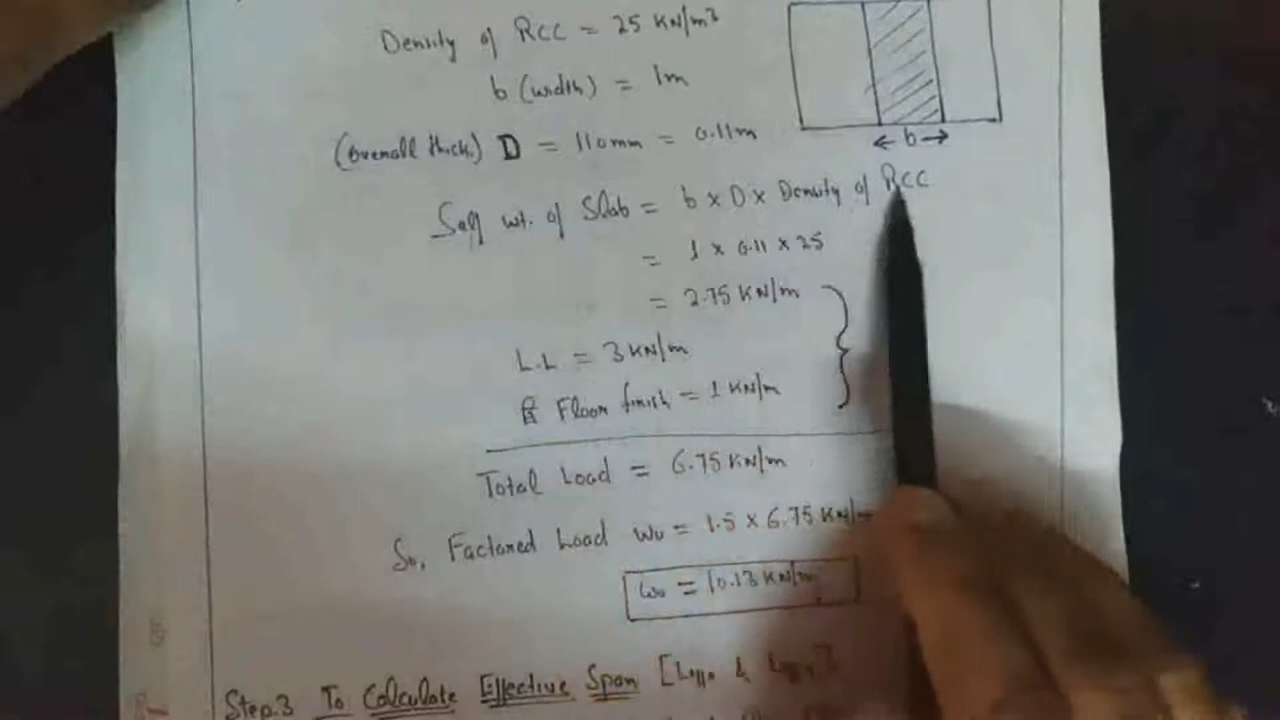 Density of RCC = 25 KN/m³
b (width) = 1m
(Overall thick.) D = 110mm = 0.11m
← b →
Self wt. of Slab = b × D × Density of RCC
= 1 × 0.11 × 25
= 2.75 KN/m
L.L = 3 KN/m
Floor finish = 1 KN/m
Total Load = 6.75 KN/m
So, Factored Load Wu = 1.5 × 6.75 KN/m
Wu = 10.13 KN/m
Step.3 To Calculate Effective Span